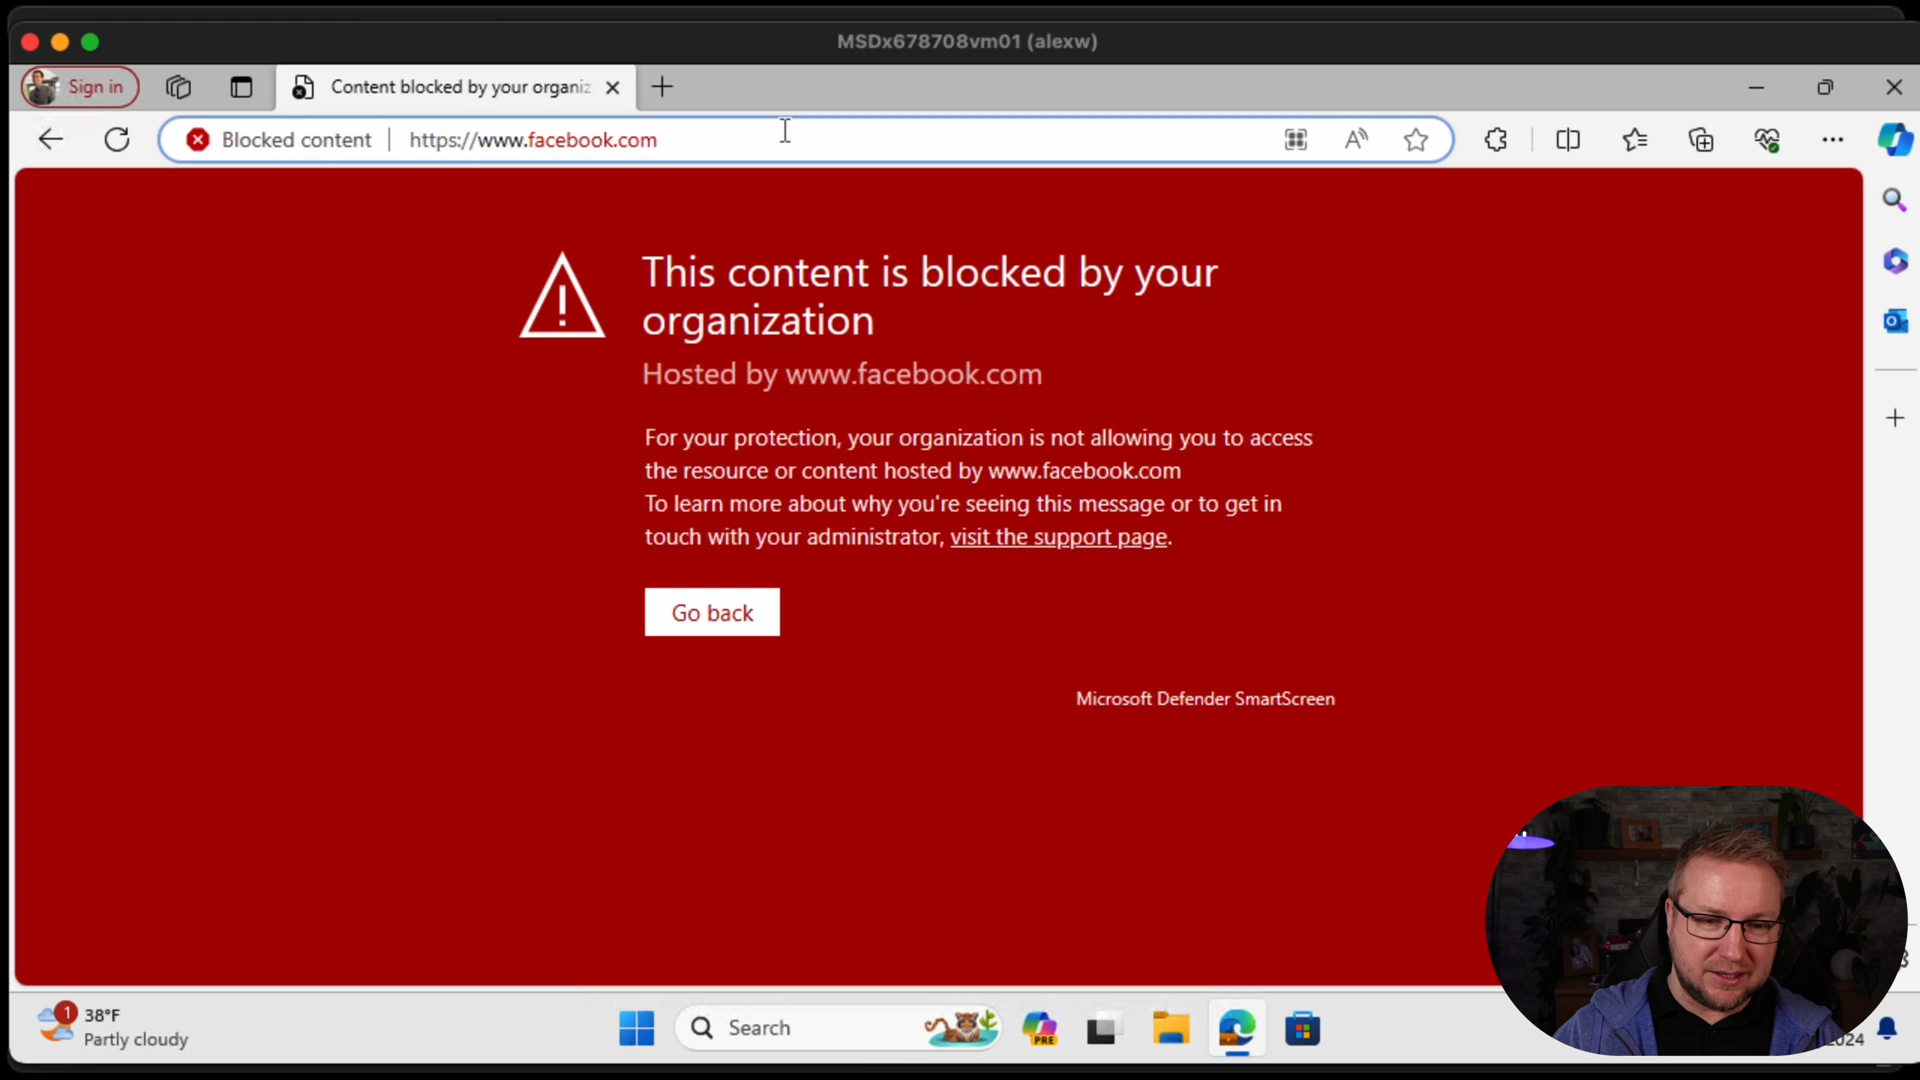 MSDx678708vm01 (alexw)
Sign in
Content blocked by your organiz
Blocked content
https://www.facebook.com
This content is blocked by your
organization
Hosted by www.facebook.com
For your protection, your organization is not allowing you to access
the resource or content hosted by www.facebook.com
To learn more about why you're seeing this message or to get in
touch with your administrator, visit the support page.
Go back
Microsoft Defender SmartScreen
1
38°F
Partly cloudy
Search
PRE
2024